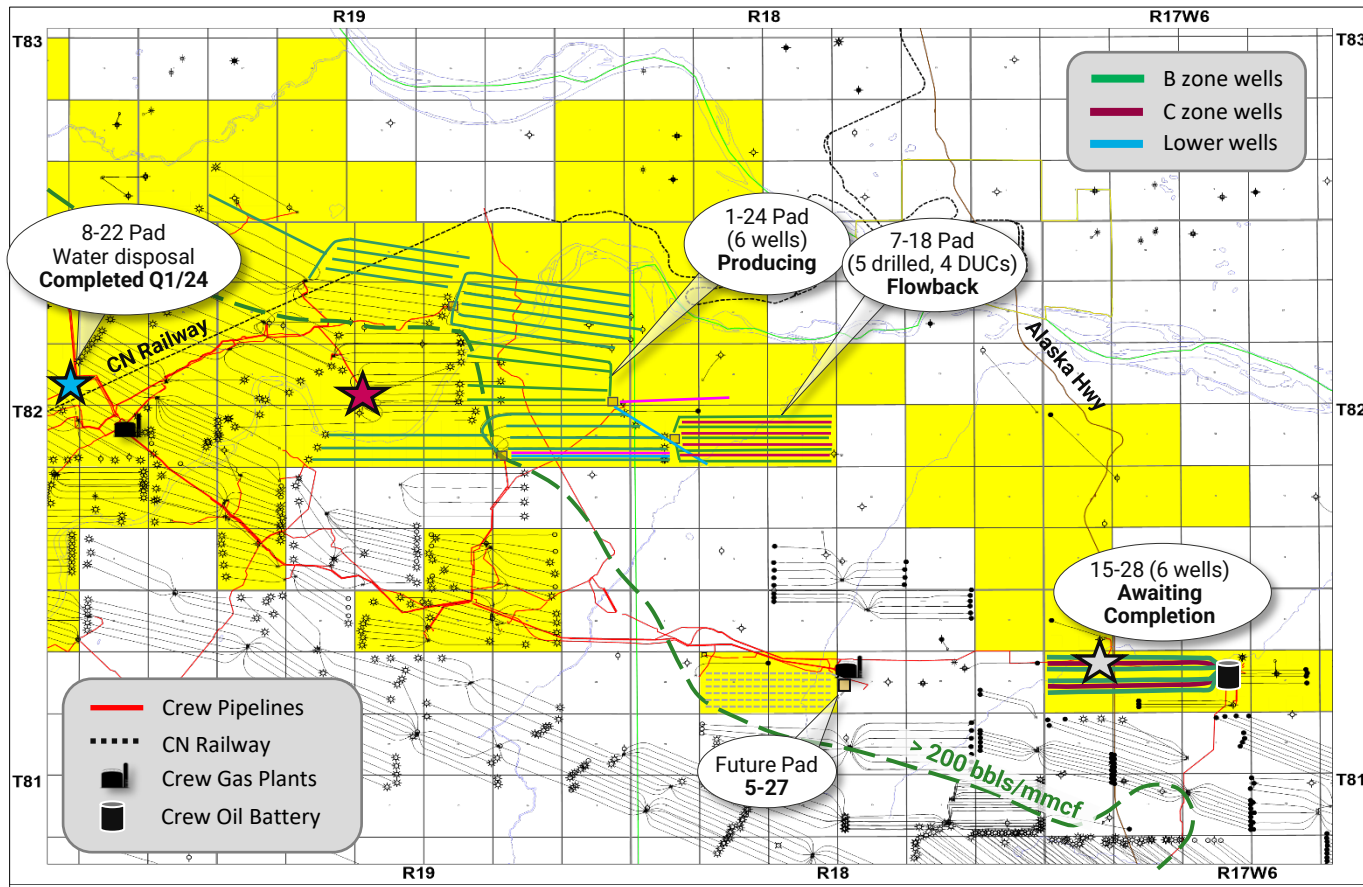 R19
R18
R17W6
T83
T83
B zone wells
C zone wells
Lower wells
8-22 Pad
Water disposal
Completed Q1/24
1-24 Pad
(6 wells)
Producing
7-18 Pad
(5 drilled, 4 DUCs)
Flowback
CN Railway
Alaska Hwy
T82
T82
15-28 (6 wells)
Awaiting
Completion
Crew Pipelines
CN Railway
Crew Gas Plants
Crew Oil Battery
Future Pad
5-27
> 200 bbls/mmcf
T81
T81
R19
R18
R17W6